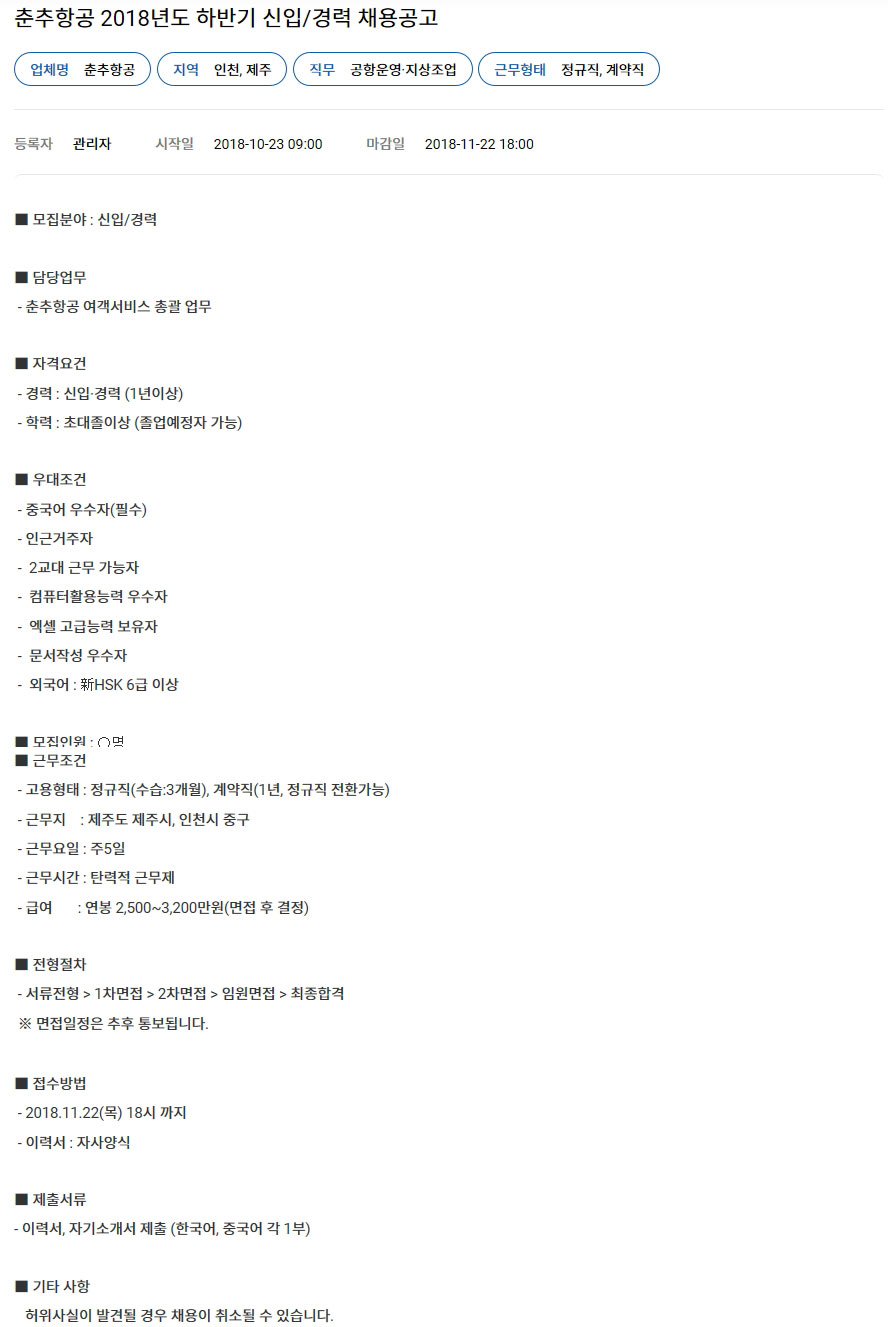 춘추항공 2018년도 하반기 신입/경력 채용공고
업체명 춘추항공 지역 인천, 제주 직무 공항운영·지상조업 근무형태 정규직, 계약직
등록자 관리자 시작일 2018-10-23 09:00 마감일 2018-11-22 18:00
■ 모집분야 : 신입/경력
■ 담당업무
- 춘추항공 여객서비스 총괄 업무
■ 자격요건
- 경력 : 신입·경력 (1년이상)
- 학력 : 초대졸이상 (졸업예정자 가능)
■ 우대조건
- 중국어 우수자(필수)
- 인근거주자
- 2교대 근무 가능자
- 컴퓨터활용능력 우수자
- 엑셀 고급능력 보유자
- 문서작성 우수자
- 외국어 : 新HSK 6급 이상
■ 모집인원 : ○명
■ 근무조건
- 고용형태 : 정규직(수습:3개월), 계약직(1년, 정규직 전환가능)
- 근무지 : 제주도 제주시, 인천시 중구
- 근무요일 : 주5일
- 근무시간 : 탄력적 근무제
- 급여 : 연봉 2,500~3,200만원(면접 후 결정)
■ 전형절차
- 서류전형 > 1차면접 > 2차면접 > 임원면접 > 최종합격
※ 면접일정은 추후 통보됩니다.
■ 접수방법
- 2018.11.22(목) 18시 까지
- 이력서 : 자사양식
■ 제출서류
- 이력서, 자기소개서 제출 (한국어, 중국어 각 1부)
■ 기타 사항
허위사실이 발견될 경우 채용이 취소될 수 있습니다.